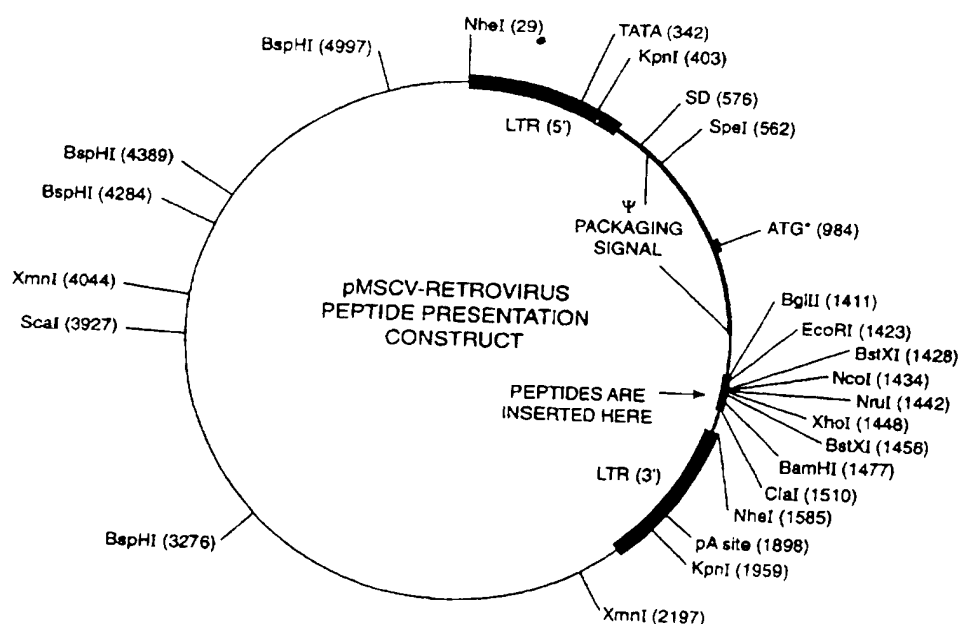 NheI (29)
TATA (342)
KpnI (403)
SD (576)
SpeI (562)
LTR (5')
Ψ
PACKAGING
SIGNAL
ATG* (984)
BglII (1411)
EcoRI (1423)
BstXI (1428)
NcoI (1434)
NruI (1442)
XhoI (1448)
BstXI (1458)
BamHI (1477)
ClaI (1510)
NheI (1585)
PEPTIDES ARE
INSERTED HERE
LTR (3')
pA site (1898)
KpnI (1959)
XmnI (2197)
BspHI (3276)
ScaI (3927)
XmnI (4044)
BspHI (4284)
BspHI (4389)
BspHI (4997)
pMSCV-RETROVIRUS
PEPTIDE PRESENTATION
CONSTRUCT